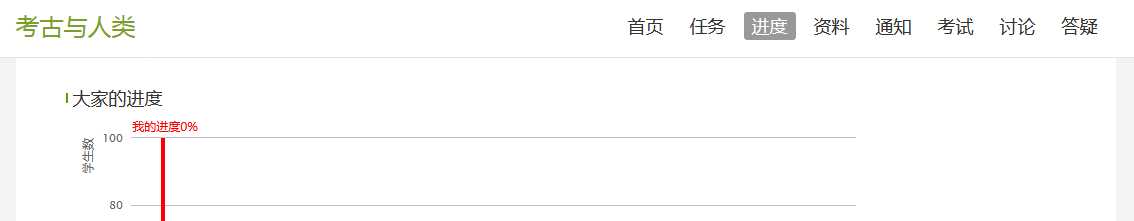 考古与人类
首页 任务 进度 资料 通知 考试 讨论 答疑
大家的进度
我的进度0%
100
学生数
80